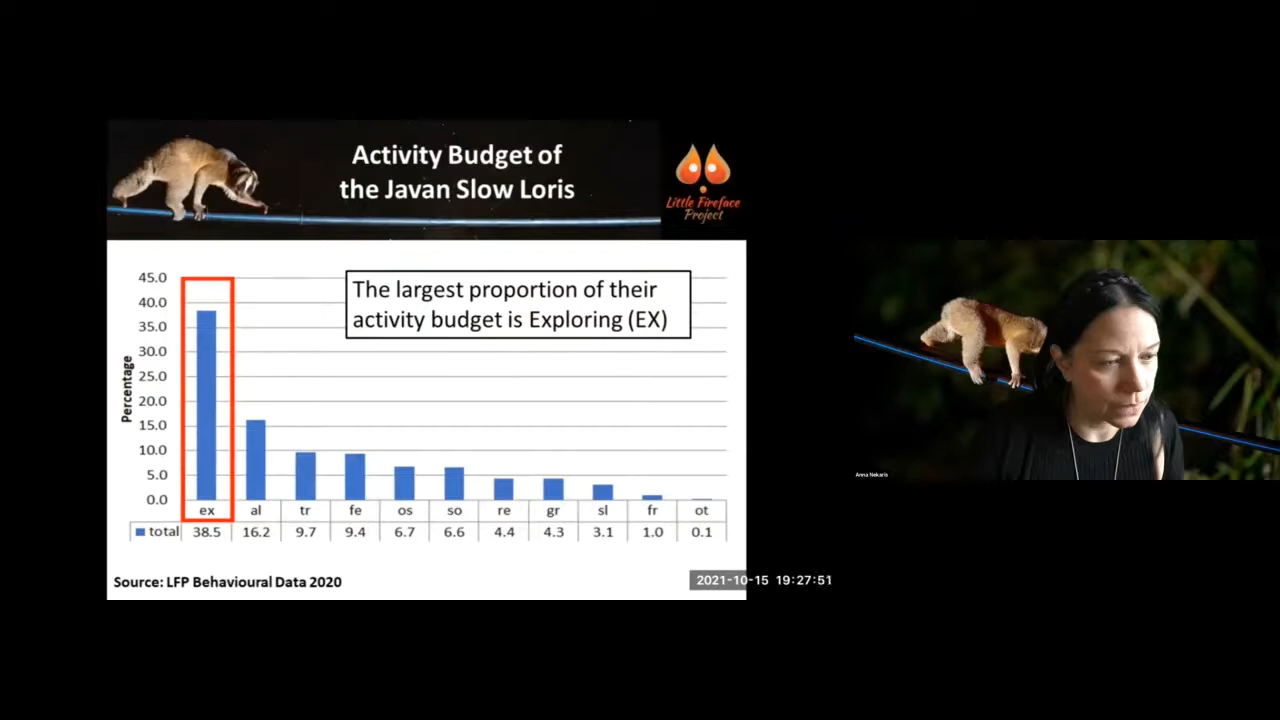 Activity Budget of
the Javan Slow Loris
Little Fireface
Project
The largest proportion of their
activity budget is Exploring (EX)
Percentage
45.0
40.0
35.0
30.0
25.0
20.0
15.0
10.0
5.0
0.0
ex al tr fe os so re gr sl fr ot
total 38.5 16.2 9.7 9.4 6.7 6.6 4.4 4.3 3.1 1.0 0.1
Source: LFP Behavioural Data 2020
2021-10-15 19:27:51
Anna Nekaris